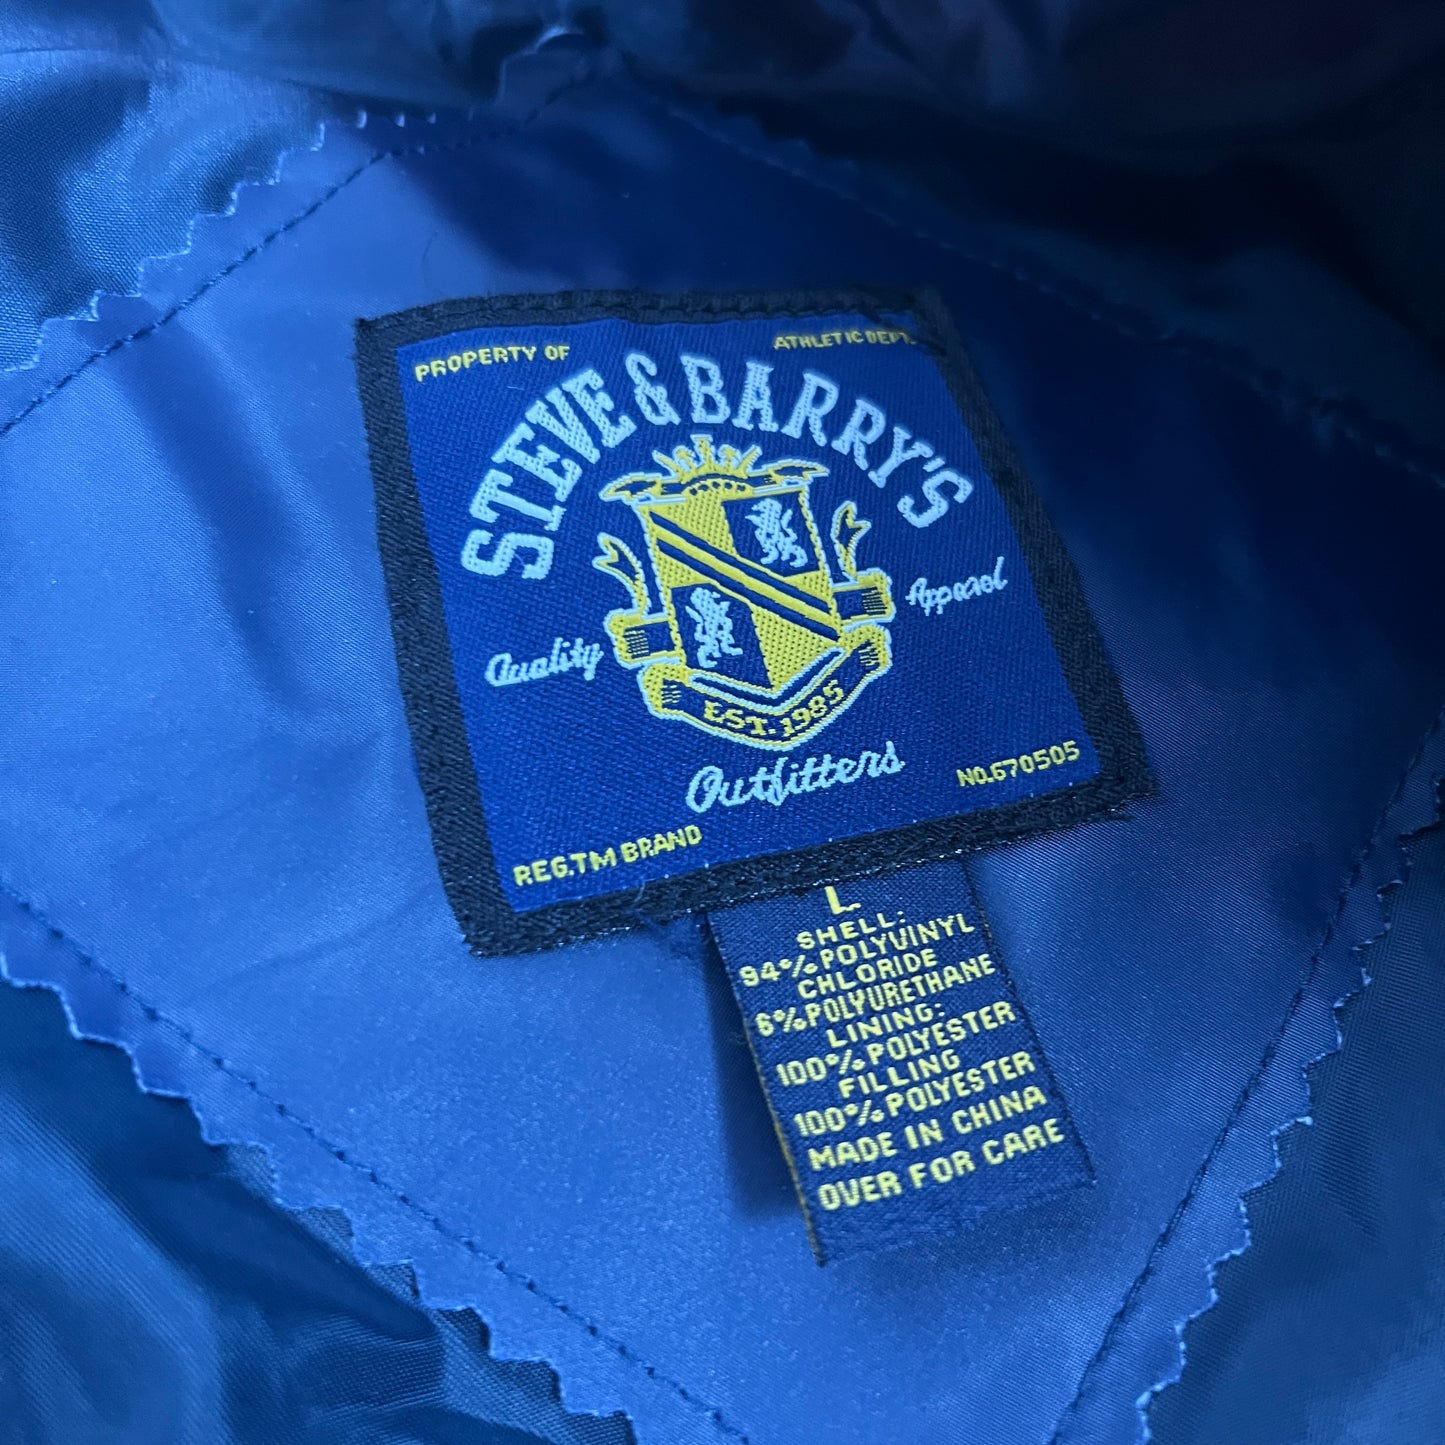 PROPERTY OF
ATHLETIC DEPT.
STEVE & BARRY'S
Quality
Apparel
EST. 1985
Outfitters
NO.670505
REG.TM BRAND
L
SHELL:
94% POLYVINYL
CHLORIDE
6% POLYURETHANE
LINING:
100% POLYESTER
FILLING
100% POLYESTER
MADE IN CHINA
OVER FOR CARE